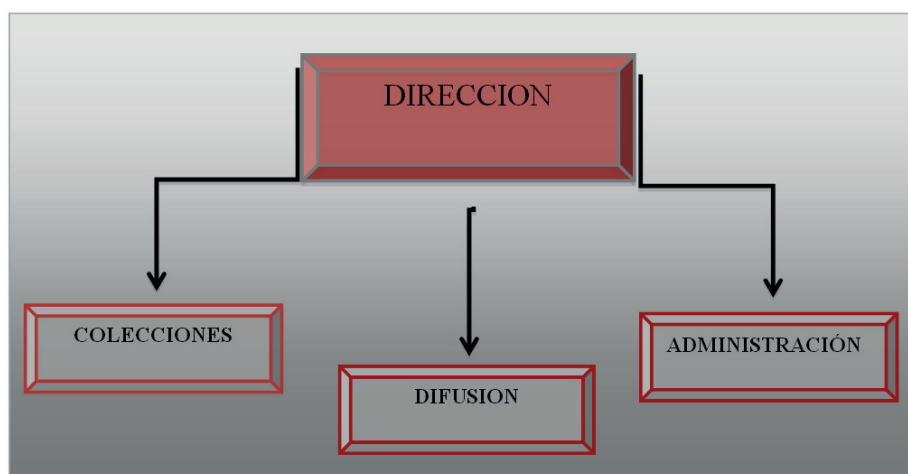 DIRECCION
COLECCIONES
DIFUSION
ADMINISTRACIÓN